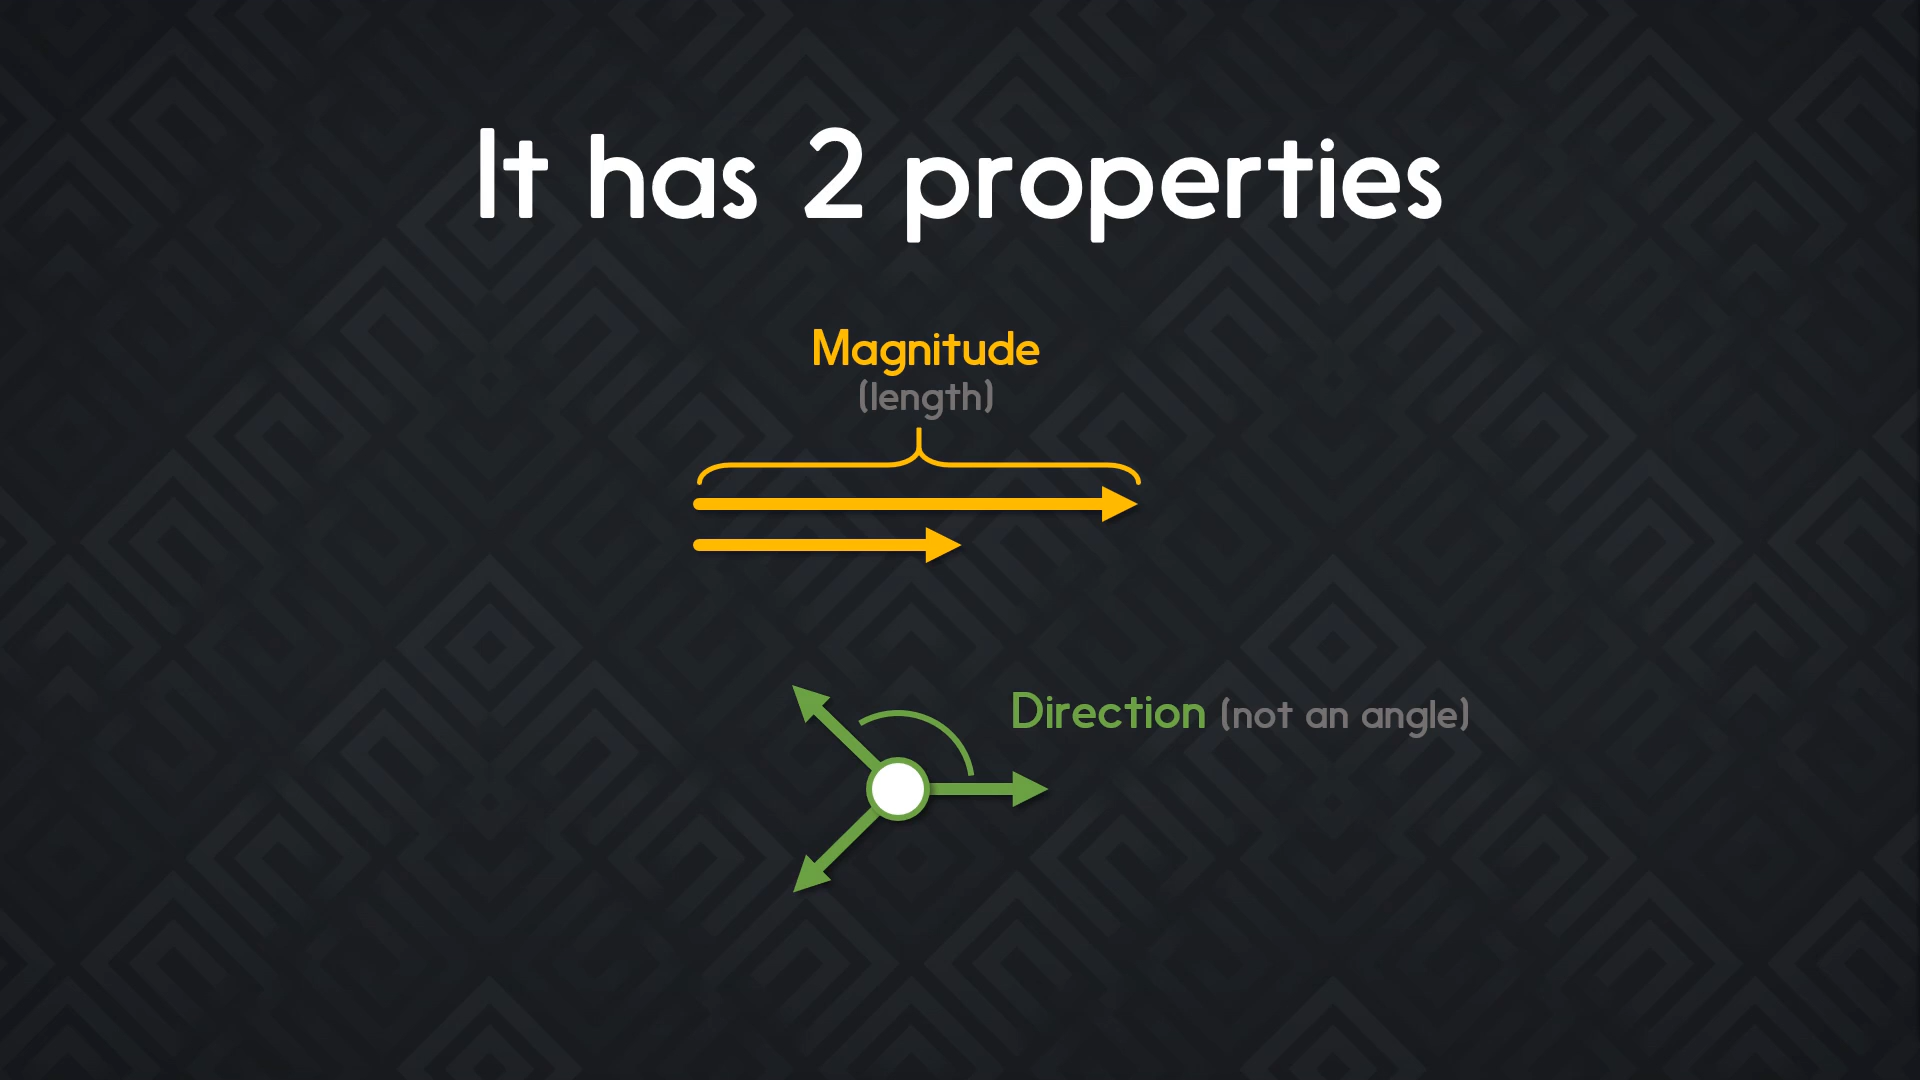 It has 2 properties
Magnitude
(length)
Direction (not an angle)